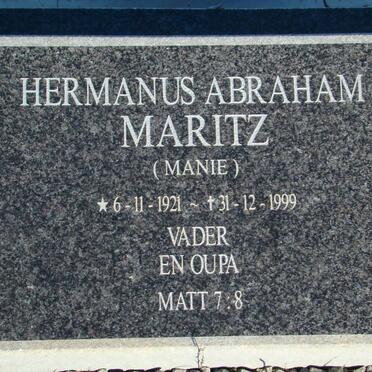 HERMANUS ABRAHAM
MARITZ
( MANIE )
★ 6 - 11 - 1921 ~ ✝ 31 - 12 - 1999
VADER
EN OUPA
MATT 7 : 8